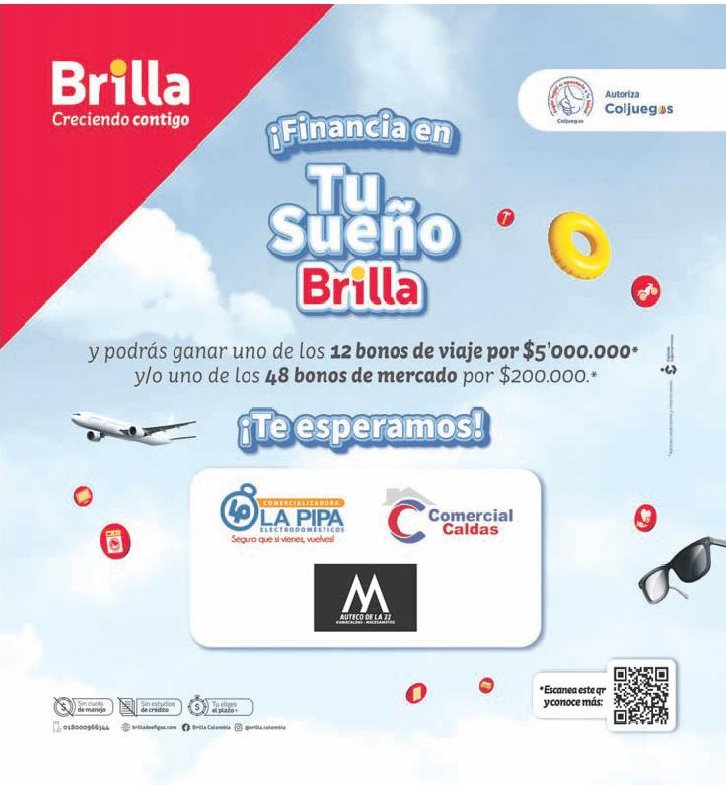 Brilla
Creciendo contigo
Autoriza
Coljuegos
Coljuegos
¡Financia en
Tu
Sueño
Brilla
y podrás ganar uno de los 12 bonos de viaje por $5'000.000*
y/o uno de los 48 bonos de mercado por $200.000.*
¡Te esperamos!
COMERCIALIZADORA
LA PIPA
ELECTRODOMÉSTICOS
Seguro que si vienes, vuelves!
Comercial
Caldas
AUTECO DE LA 22
*Escanea este qr
y conoce más:
Sin cuota
de manejo
Sin estudios
de crédito
Tu eliges
el plazo*
018000966344
brilladeefigas.com
Brilla Colombia
@brilla.colombia